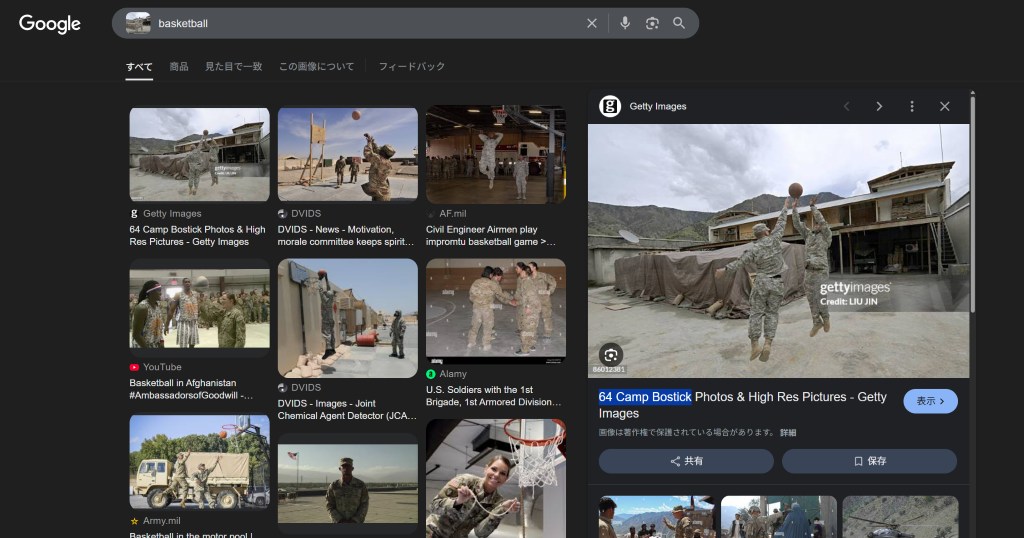 Google
basketball
すべて 商品 見た目で一致 この画像について フィードバック
Getty Images
64 Camp Bostick Photos & High
Res Pictures - Getty Images
DVIDS
DVIDS - News - Motivation,
morale committee keeps spirit...
AF.mil
Civil Engineer Airmen play
impromtu basketball game >...
YouTube
Basketball in Afghanistan
#AmbassadorsofGoodwill -...
DVIDS
DVIDS - Images - Joint
Chemical Agent Detector (JCA...
Alamy
U.S. Soldiers with the 1st
Brigade, 1st Armored Division...
Army.mil
Basketball in the motor pool |
Getty Images
gettyimages
Credit: LIU JIN
86012381
64 Camp Bostick Photos & High Res Pictures - Getty
Images
表示
画像は著作権で保護されている場合があります。 詳細
共有
保存